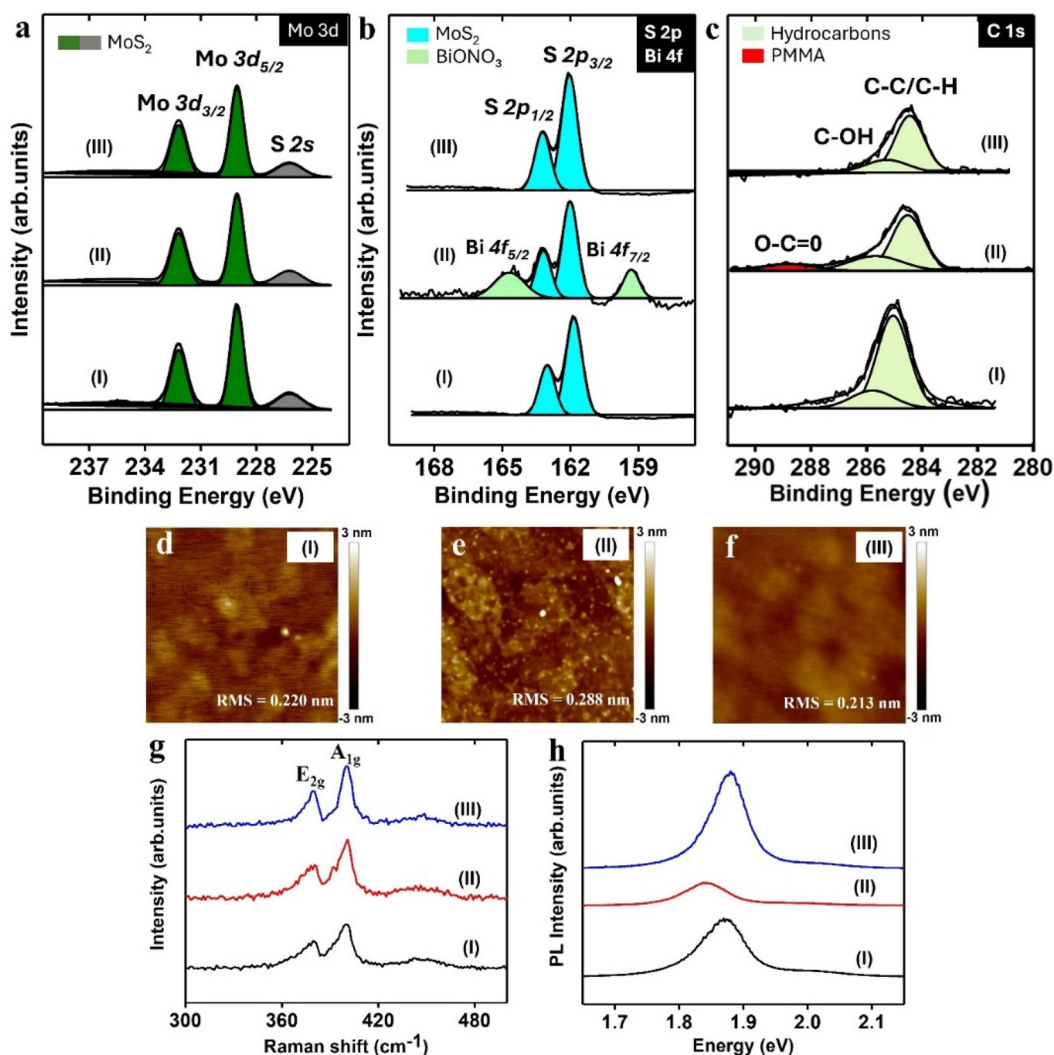 a
MoS2
Mo 3d
Mo 3d5/2
Mo 3d3/2
S 2s
(III)
(II)
(I)
Intensity (arb.units)
237 234 231 228 225
Binding Energy (eV)
b
MoS2
BiONO3
S 2p
Bi 4f
S 2p3/2
S 2p1/2
(III)
(II)
Bi 4f5/2
Bi 4f7/2
(I)
Intensity (arb.units)
168 165 162 159
Binding Energy (eV)
c
Hydrocarbons
PMMA
C 1s
C-C/C-H
C-OH
(III)
O-C=0
(II)
(I)
290 288 286 284 282 280
Binding Energy (eV)
d
(I)
3 nm
RMS = 0.220 nm
-3 nm
e
(II)
3 nm
RMS = 0.288 nm
-3 nm
f
(III)
3 nm
RMS = 0.213 nm
-3 nm
g
E2g
A1g
(III)
(II)
(I)
Intensity (arb.units)
300 360 420 480
Raman shift (cm-1)
h
(III)
(II)
(I)
PL Intensity (arb.units)
1.7 1.8 1.9 2.0 2.1
Energy (eV)